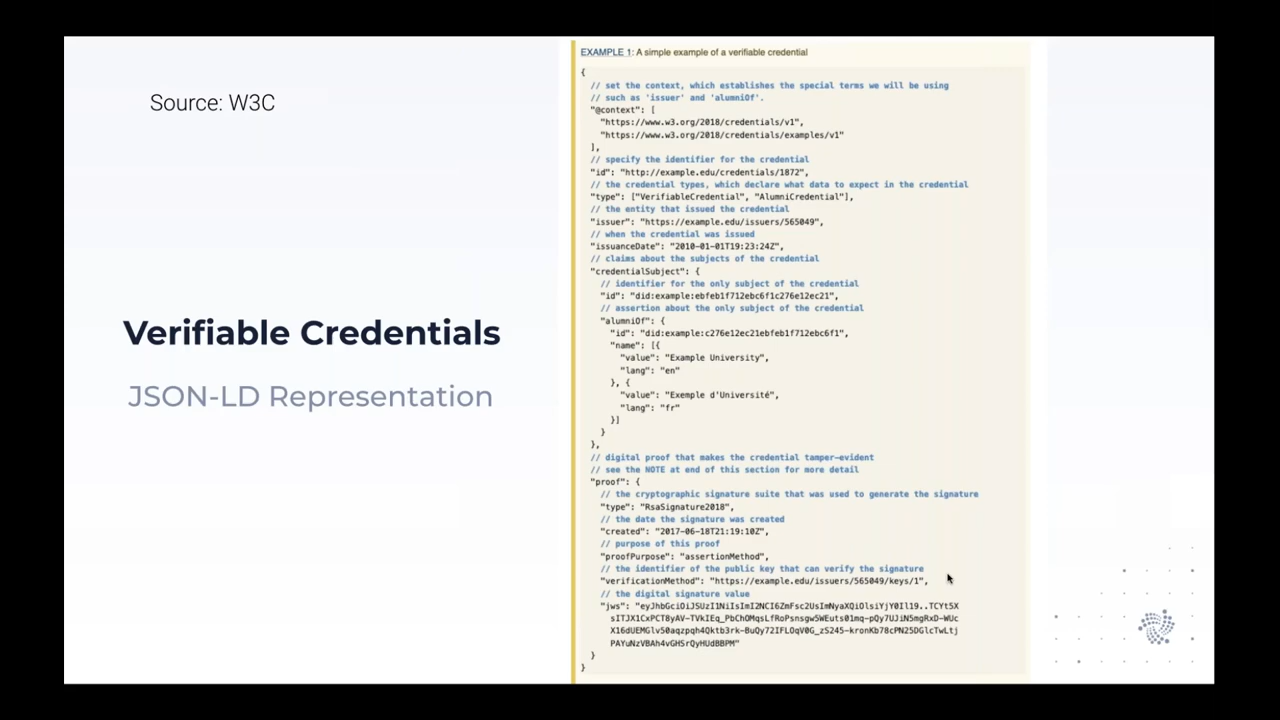 Source: W3C
Verifiable Credentials
JSON-LD Representation
EXAMPLE 1: A simple example of a verifiable credential
{
// set the context, which establishes the special terms we will be using
// such as 'issuer' and 'alumniOf'.
"@context": [
"https://www.w3.org/2018/credentials/v1",
"https://www.w3.org/2018/credentials/examples/v1"
],
// specify the identifier for the credential
"id": "http://example.edu/credentials/1872",
// the credential types, which declare what data to expect in the credential
"type": ["VerifiableCredential", "AlumniCredential"],
// the entity that issued the credential
"issuer": "https://example.edu/issuers/565049",
// when the credential was issued
"issuanceDate": "2010-01-01T19:23:24Z",
// claims about the subjects of the credential
"credentialSubject": {
// identifier for the only subject of the credential
"id": "did:example:ebfeb1f712ebc6f1c276e12ec21",
// assertion about the only subject of the credential
"alumniOf": {
"id": "did:example:c276e12ec21ebfeb1f712ebc6f1",
"name": [{
"value": "Example University",
"lang": "en"
}, {
"value": "Exemple d'Université",
"lang": "fr"
}]
}
},
// digital proof that makes the credential tamper-evident
// see the NOTE at end of this section for more detail
"proof": {
// the cryptographic signature suite that was used to generate the signature
"type": "RsaSignature2018",
// the date the signature was created
"created": "2017-06-18T21:19:10Z",
// purpose of this proof
"proofPurpose": "assertionMethod",
// the identifier of the public key that can verify the signature
"verificationMethod": "https://example.edu/issuers/565049/keys/1",
// the digital signature value
"jws": "eyJhbGciOiJSUzI1NiIsImI2NCI6ZmFsc2UsImNyaXQiOlsiYjY0Il19..TCYt5X
sITJX1CxPCT8yAV-TVkIEq_PbChOMqsLfRoPsnsgw5WEuts01mq-pQy7UJiN5mgRxD-WUc
X16dUEMGlv50aqzpqh4Qktb3rk-BuQy72IFLOqV0G_zS245-kronKb78cPN25DGlcTwLtj
PAYuNzVBAh4vGHSrQyHUdBBPM"
}
}